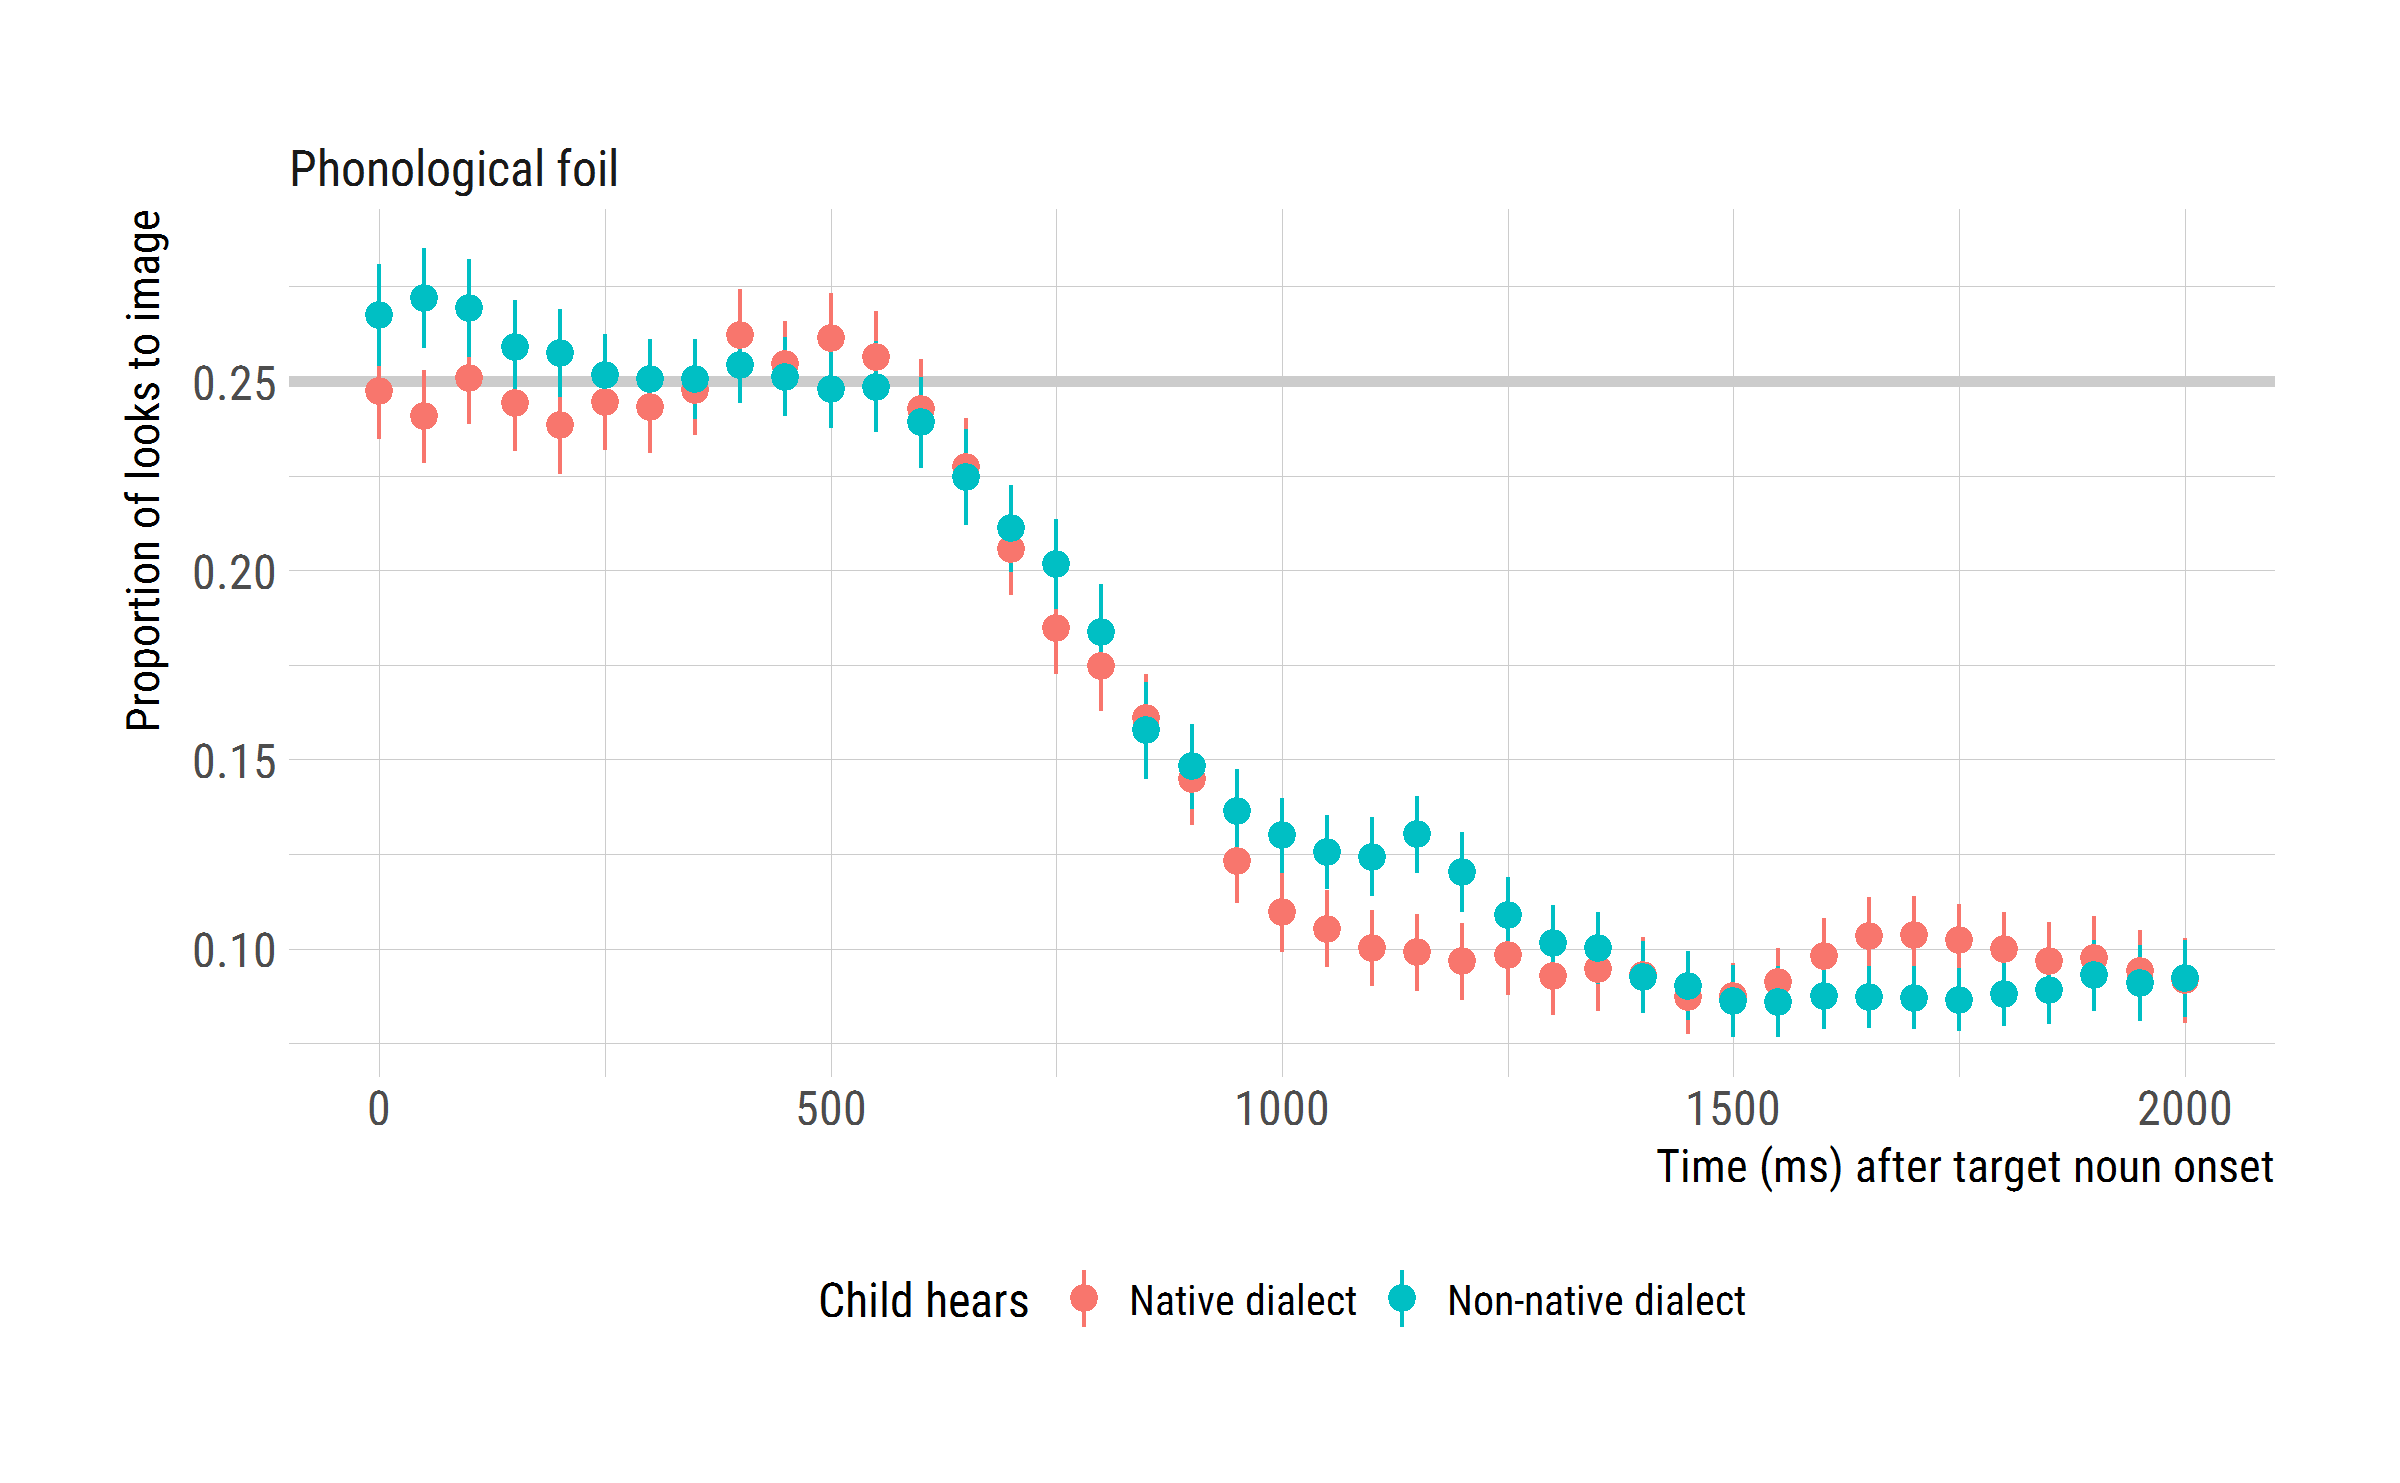 Phonological foil
Proportion of looks to image
0.25
0.20
0.15
0.10
0 500 1000 1500 2000
Time (ms) after target noun onset
Child hears Native dialect Non-native dialect